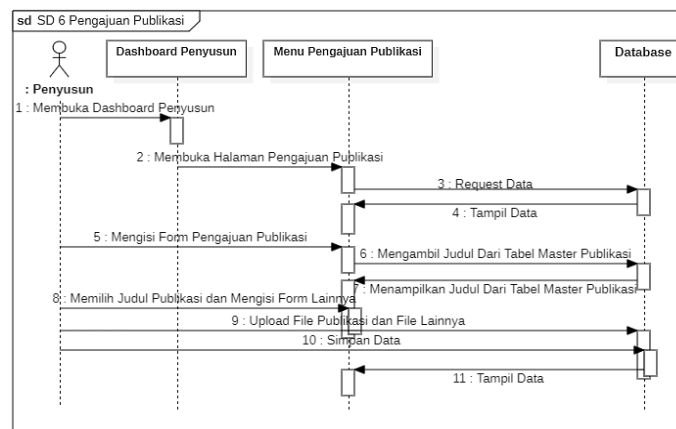 sd SD 6 Pengajuan Publikasi
Dashboard Penyusun
Menu Pengajuan Publikasi
Database
: Penyusun
1 : Membuka Dashboard Penyusun
2 : Membuka Halaman Pengajuan Publikasi
3 : Request Data
4 : Tampil Data
5 : Mengisi Form Pengajuan Publikasi
6 : Mengambil Judul Dari Tabel Master Publikasi
7 : Menampilkan Judul Dari Tabel Master Publikasi
8 : Memilih Judul Publikasi dan Mengisi Form Lainnya
9 : Upload File Publikasi dan File Lainnya
10 : Simpan Data
11 : Tampil Data